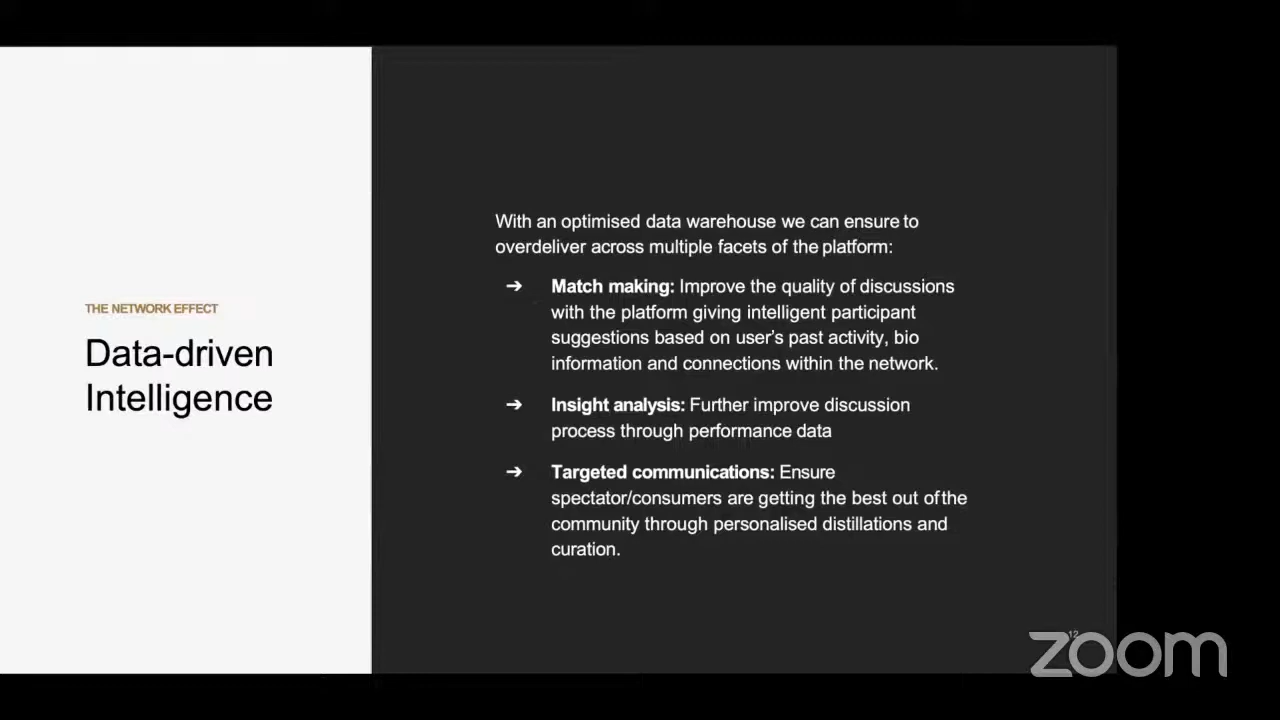 THE NETWORK EFFECT
Data-driven
Intelligence
With an optimised data warehouse we can ensure to
overdeliver across multiple facets of the platform:
➔ Match making: Improve the quality of discussions
with the platform giving intelligent participant
suggestions based on user's past activity, bio
information and connections within the network.
➔ Insight analysis: Further improve discussion
process through performance data
➔ Targeted communications: Ensure
spectator/consumers are getting the best out of the
community through personalised distillations and
curation.
12
zoom